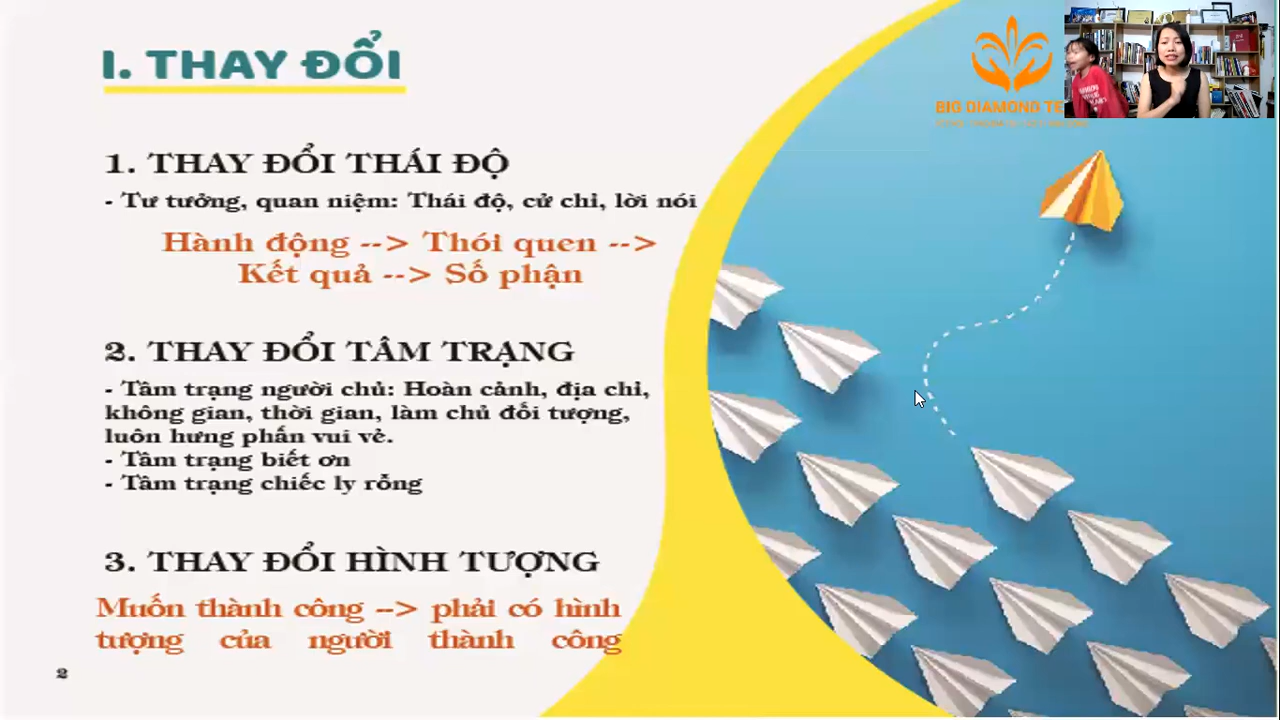 I. THAY ĐỔI
1. THAY ĐỔI THÁI ĐỘ
- Tư tưởng, quan niệm: Thái độ, cử chỉ, lời nói
Hành động --> Thói quen -->
Kết quả --> Số phận
2. THAY ĐỔI TÂM TRẠNG
- Tâm trạng người chủ: Hoàn cảnh, địa chỉ,
không gian, thời gian, làm chủ đối tượng,
luôn hưng phấn vui vẻ.
- Tâm trạng biết ơn
- Tâm trạng chiếc ly rỗng
3. THAY ĐỔI HÌNH TƯỢNG
Muốn thành công --> phải có hình
tượng của người thành công
2
BIG DIAMOND TE